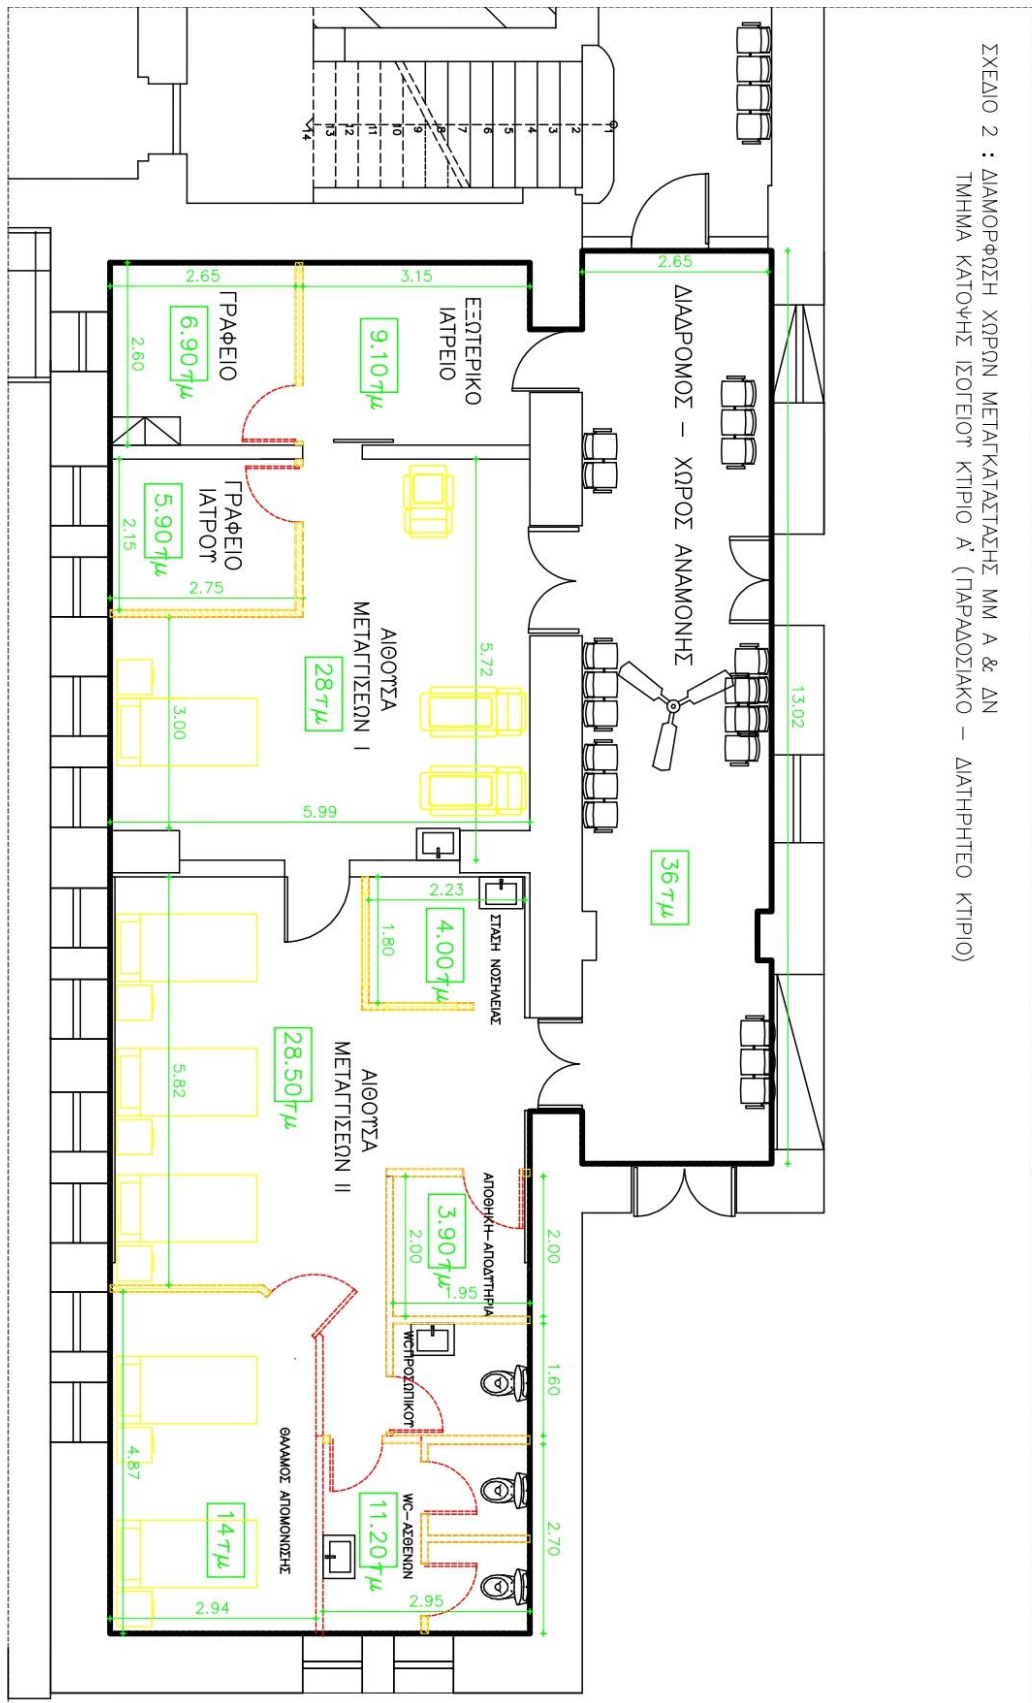 ΣΧΕΔΙΟ 2 : ΔΙΑΜΟΡΦΩΣΗ ΧΩΡΩΝ ΜΕΤΑΓΚΑΤΑΣΤΑΣΗΣ ΜΜ Α & ΔΝ
ΤΜΗΜΑ ΚΑΤΟΨΗΣ ΙΣΟΓΕΙΟΥ ΚΤΙΡΙΟ Α' (ΠΑΡΑΔΟΣΙΑΚΟ – ΔΙΑΤΗΡΗΤΕΟ ΚΤΙΡΙΟ)
1
2
3
4
5
6
7
8
9
10
11
12
13
14
2.65
13.02
ΔΙΑΔΡΟΜΟΣ – ΧΩΡΟΣ ΑΝΑΜΟΝΗΣ
36τμ
3.15
ΕΞΩΤΕΡΙΚΟ
ΙΑΤΡΕΙΟ
9.10τμ
2.65
ΓΡΑΦΕΙΟ
6.90τμ
2.60
ΓΡΑΦΕΙΟ
ΙΑΤΡΟΥ
5.90τμ
2.15
2.75
5.72
ΑΙΘΟΥΣΑ
ΜΕΤΑΓΓΙΣΕΩΝ Ι
28τμ
3.00
5.99
2.23
ΣΤΑΣΗ ΝΟΣΗΛΕΙΑΣ
4.00τμ
1.80
ΑΙΘΟΥΣΑ
ΜΕΤΑΓΓΙΣΕΩΝ ΙΙ
28.50τμ
5.82
ΑΠΟΘΗΚΗ-ΑΠΟΔΥΤΗΡΙΑ
3.90τμ
2.00
1.95
2.00
1.60
2.70
WC ΠΡΟΣΩΠΙΚΟΥ
WC-ΑΣΘΕΝΩΝ
11.20τμ
2.95
ΘΑΛΑΜΟΣ ΑΠΟΜΟΝΩΣΗΣ
14τμ
2.94
4.87